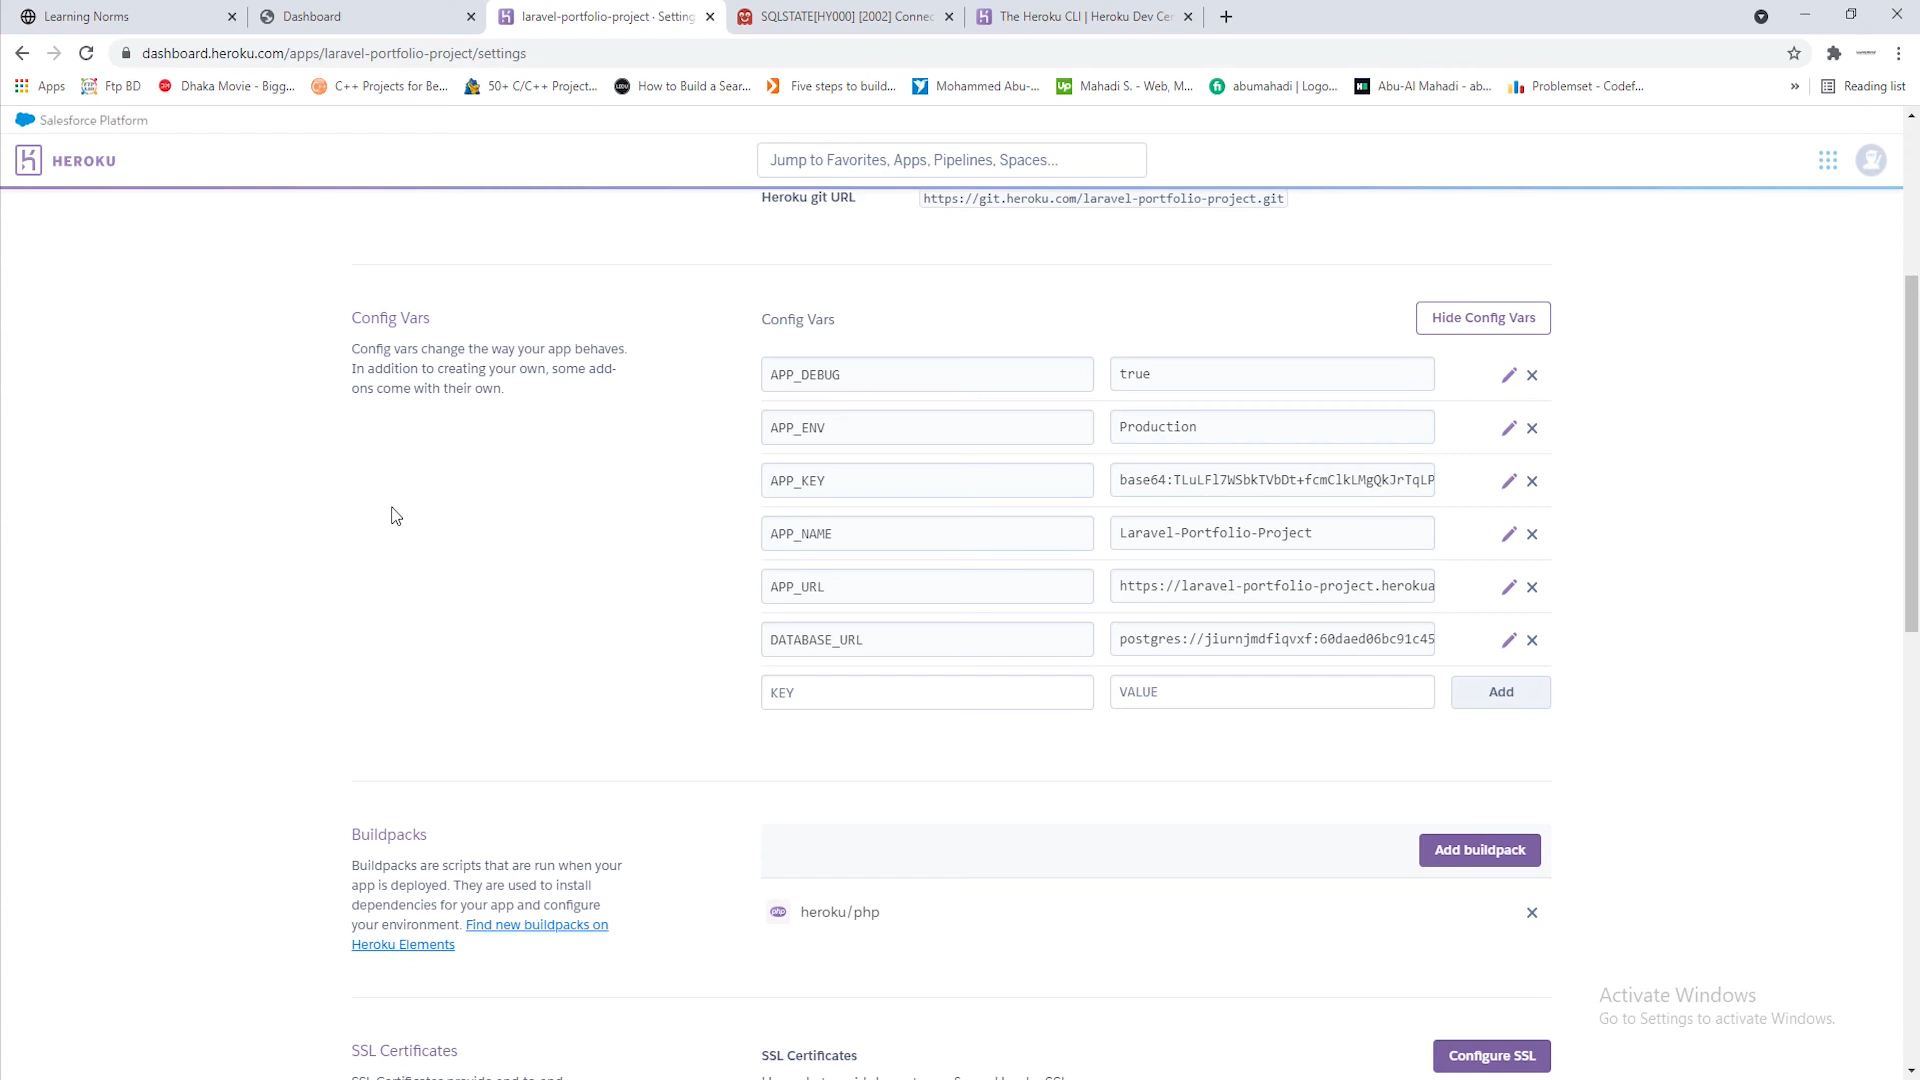 Learning Norms
Dashboard
laravel-portfolio-project · Setting
SQLSTATE[HY000] [2002] Connec
The Heroku CLI | Heroku Dev Cen
dashboard.heroku.com/apps/laravel-portfolio-project/settings
Apps
Ftp BD
Dhaka Movie - Bigg...
C++ Projects for Be...
50+ C/C++ Project...
How to Build a Sear...
Five steps to build...
Mohammed Abu-...
Mahadi S. - Web, M...
abumahadi | Logo...
Abu-Al Mahadi - ab...
Problemset - Codef...
»
Reading list
Salesforce Platform
HEROKU
Jump to Favorites, Apps, Pipelines, Spaces...
Heroku git URL
https://git.heroku.com/laravel-portfolio-project.git
Config Vars
Config vars change the way your app behaves.
In addition to creating your own, some add-
ons come with their own.
Config Vars
Hide Config Vars
APP_DEBUG
true
APP_ENV
Production
APP_KEY
base64:TLuLFl7WSbkTVbDt+fcmClkLMgQkJrTqLP
APP_NAME
Laravel-Portfolio-Project
APP_URL
https://laravel-portfolio-project.herokua
DATABASE_URL
postgres://jiurnjmdfiqvxf:60daed06bc91c45
KEY
VALUE
Add
Buildpacks
Buildpacks are scripts that are run when your
app is deployed. They are used to install
dependencies for your app and configure
your environment. Find new buildpacks on
Heroku Elements
Add buildpack
php
heroku/php
Activate Windows
Go to Settings to activate Windows.
SSL Certificates
SSL Certificates
Configure SSL